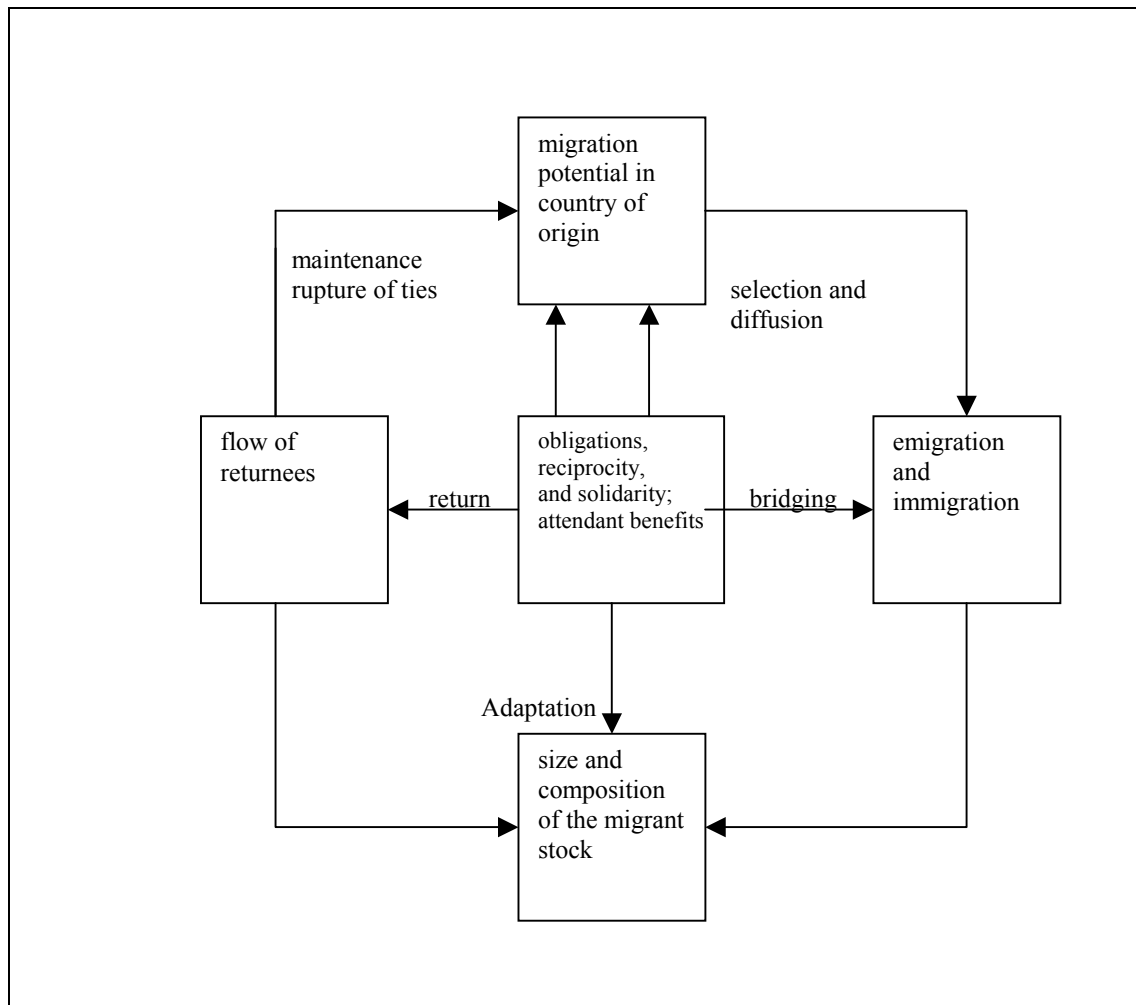 migration
potential in
country of
origin
maintenance
rupture of ties
selection and
diffusion
flow of
returnees
return
obligations,
reciprocity,
and solidarity;
attendant benefits
bridging
emigration
and
immigration
Adaptation
size and
composition
of the migrant
stock